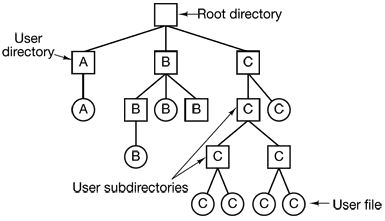 Root directory
User
directory
A B C
A B B B C C
B C C
User subdirectories
C C C C
User file